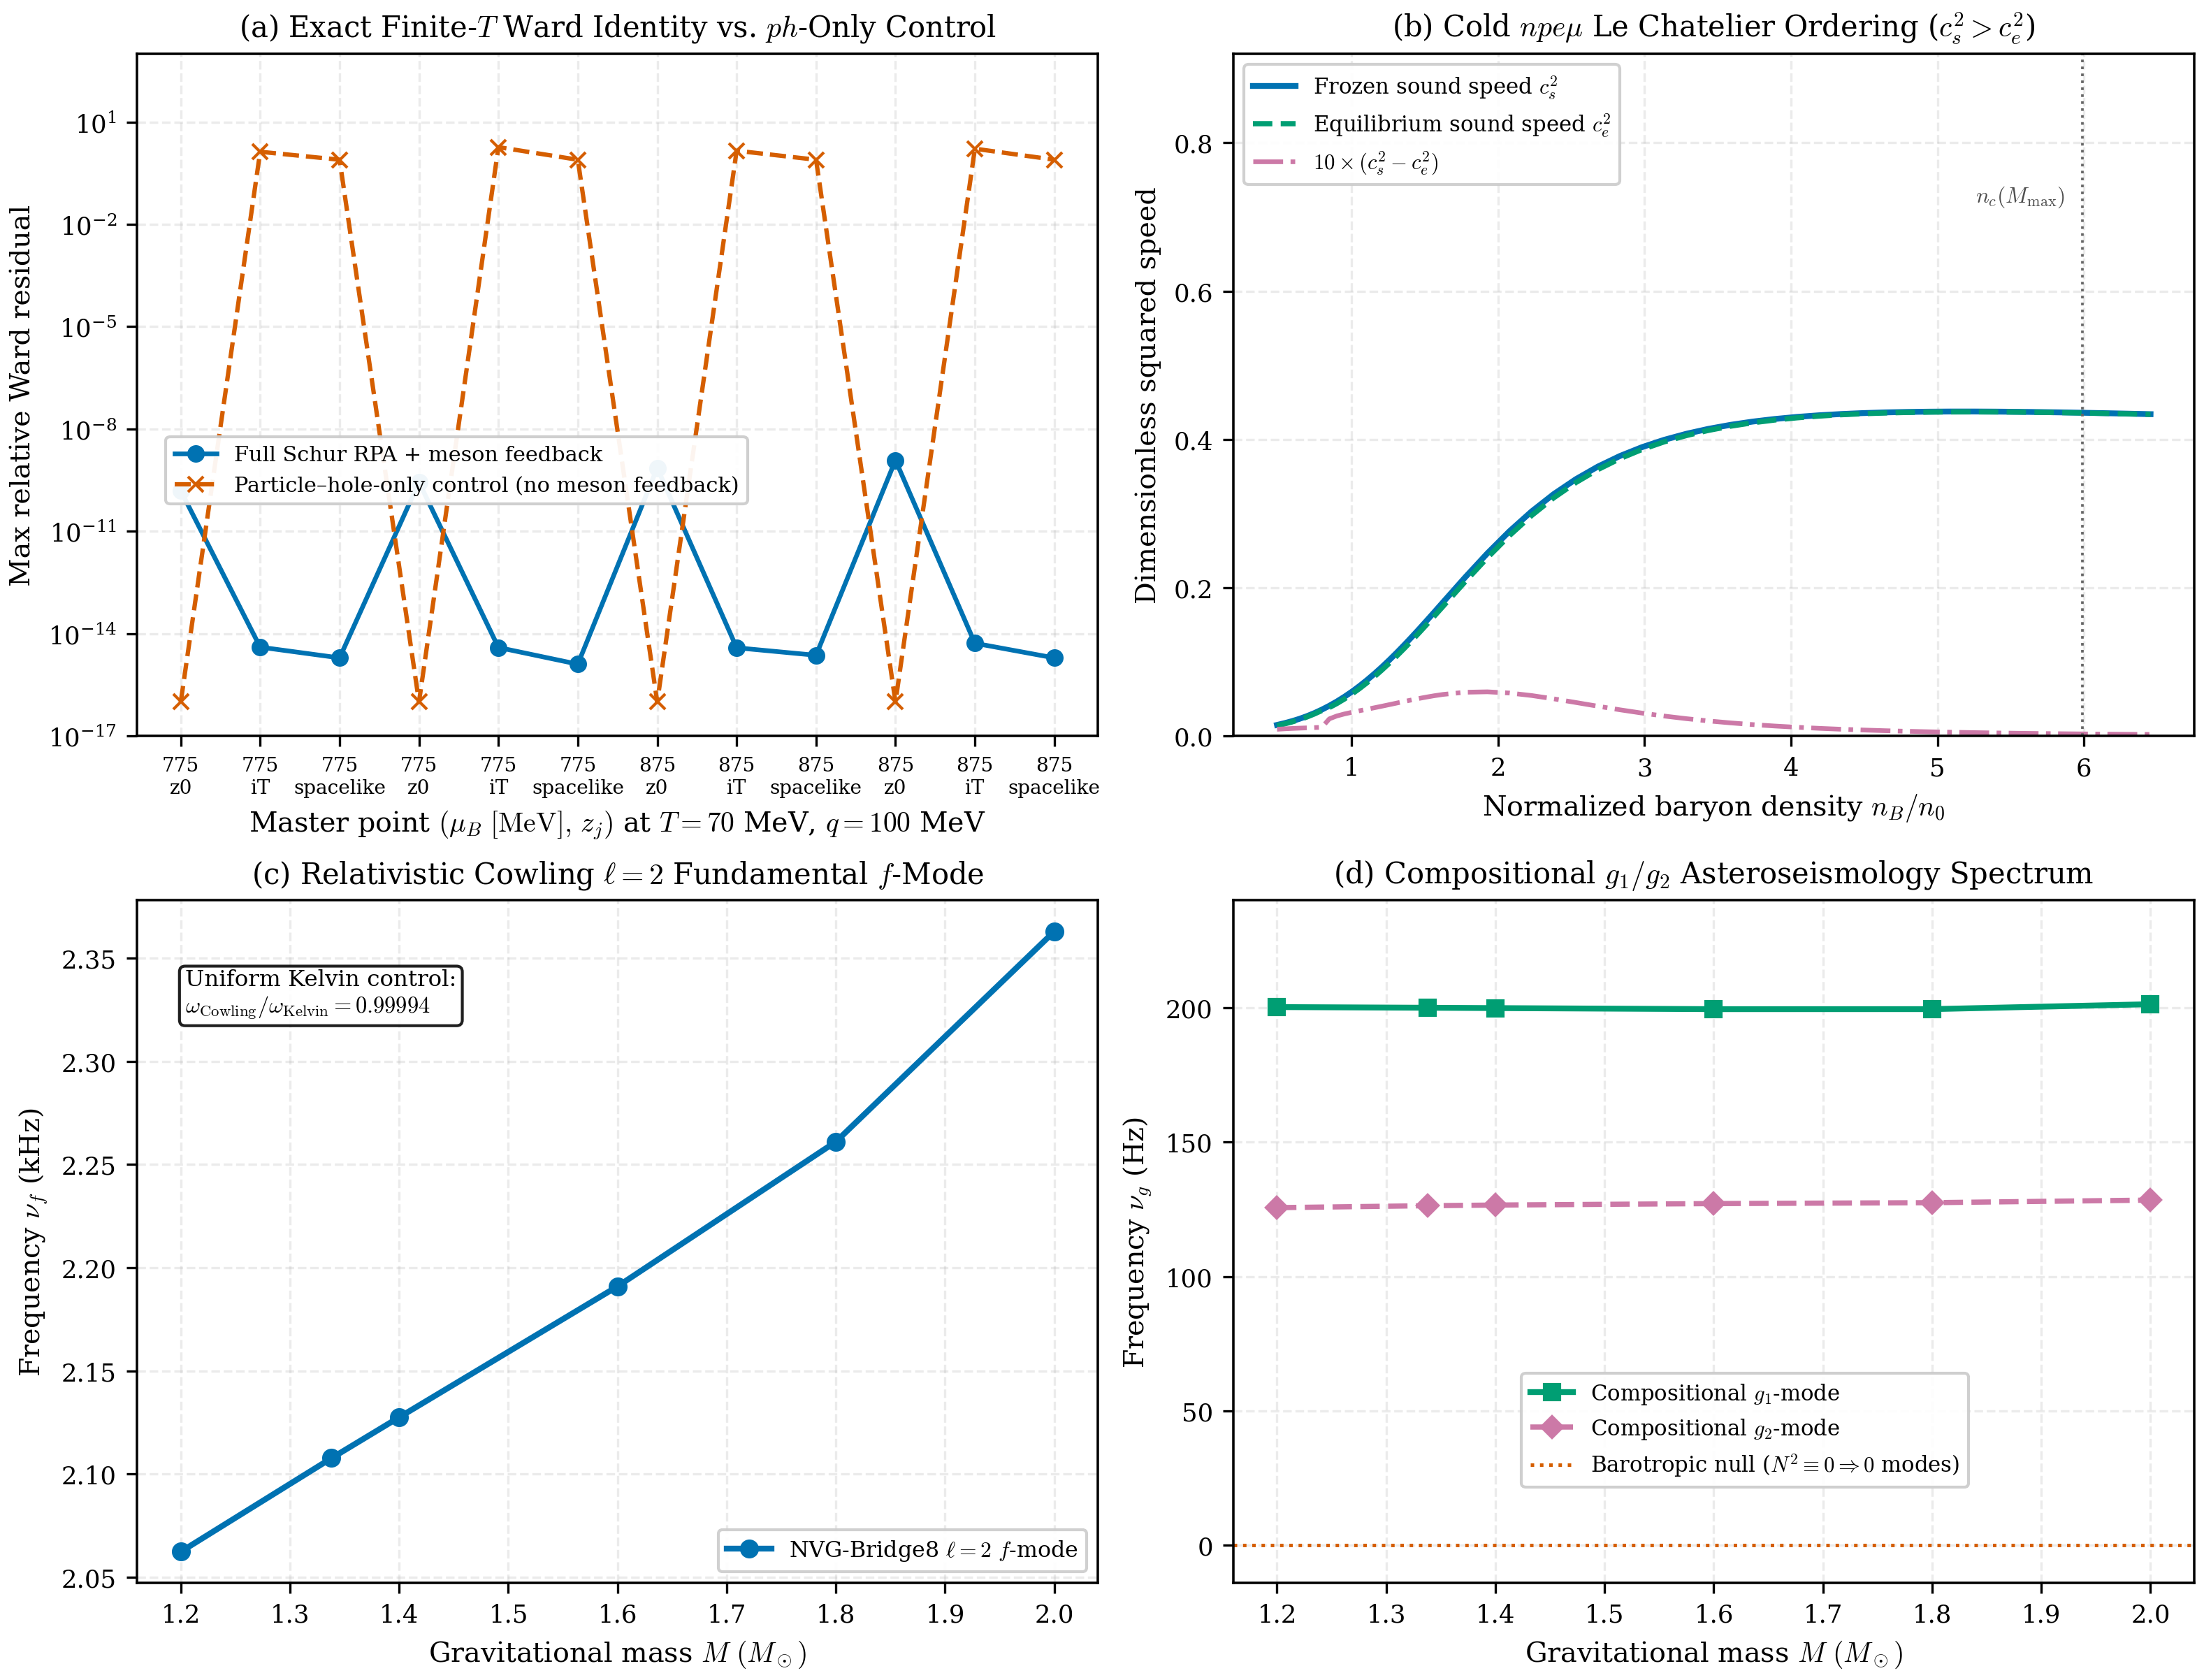 (a) Exact Finite-T Ward Identity vs. ph-Only Control
Max relative Ward residual
10^1
10^-2
10^-5
10^-8
10^-11
10^-14
10^-17
Full Schur RPA + meson feedback
Particle–hole-only control (no meson feedback)
775 775 775 775 775 775 875 875 875 875 875 875
z0 iT spacelike z0 iT spacelike z0 iT spacelike z0 iT spacelike
Master point (μ_B [MeV], z_j) at T = 70 MeV, q = 100 MeV
(b) Cold npeμ Le Chatelier Ordering (c_s^2 > c_e^2)
Dimensionless squared speed
Frozen sound speed c_s^2
Equilibrium sound speed c_e^2
10 × (c_s^2 − c_e^2)
n_c(M_max)
0.8
0.6
0.4
0.2
0.0
1 2 3 4 5 6
Normalized baryon density n_B/n_0
(c) Relativistic Cowling ℓ = 2 Fundamental f-Mode
Frequency ν_f (kHz)
2.35
2.30
2.25
2.20
2.15
2.10
2.05
Uniform Kelvin control:
ω_Cowling/ω_Kelvin = 0.99994
NVG-Bridge8 ℓ = 2 f-mode
1.2 1.3 1.4 1.5 1.6 1.7 1.8 1.9 2.0
Gravitational mass M (M_⊙)
(d) Compositional g_1/g_2 Asteroseismology Spectrum
Frequency ν_g (Hz)
200
150
100
50
0
Compositional g_1-mode
Compositional g_2-mode
Barotropic null (N^2 ≡ 0 ⇒ 0 modes)
1.2 1.3 1.4 1.5 1.6 1.7 1.8 1.9 2.0
Gravitational mass M (M_⊙)